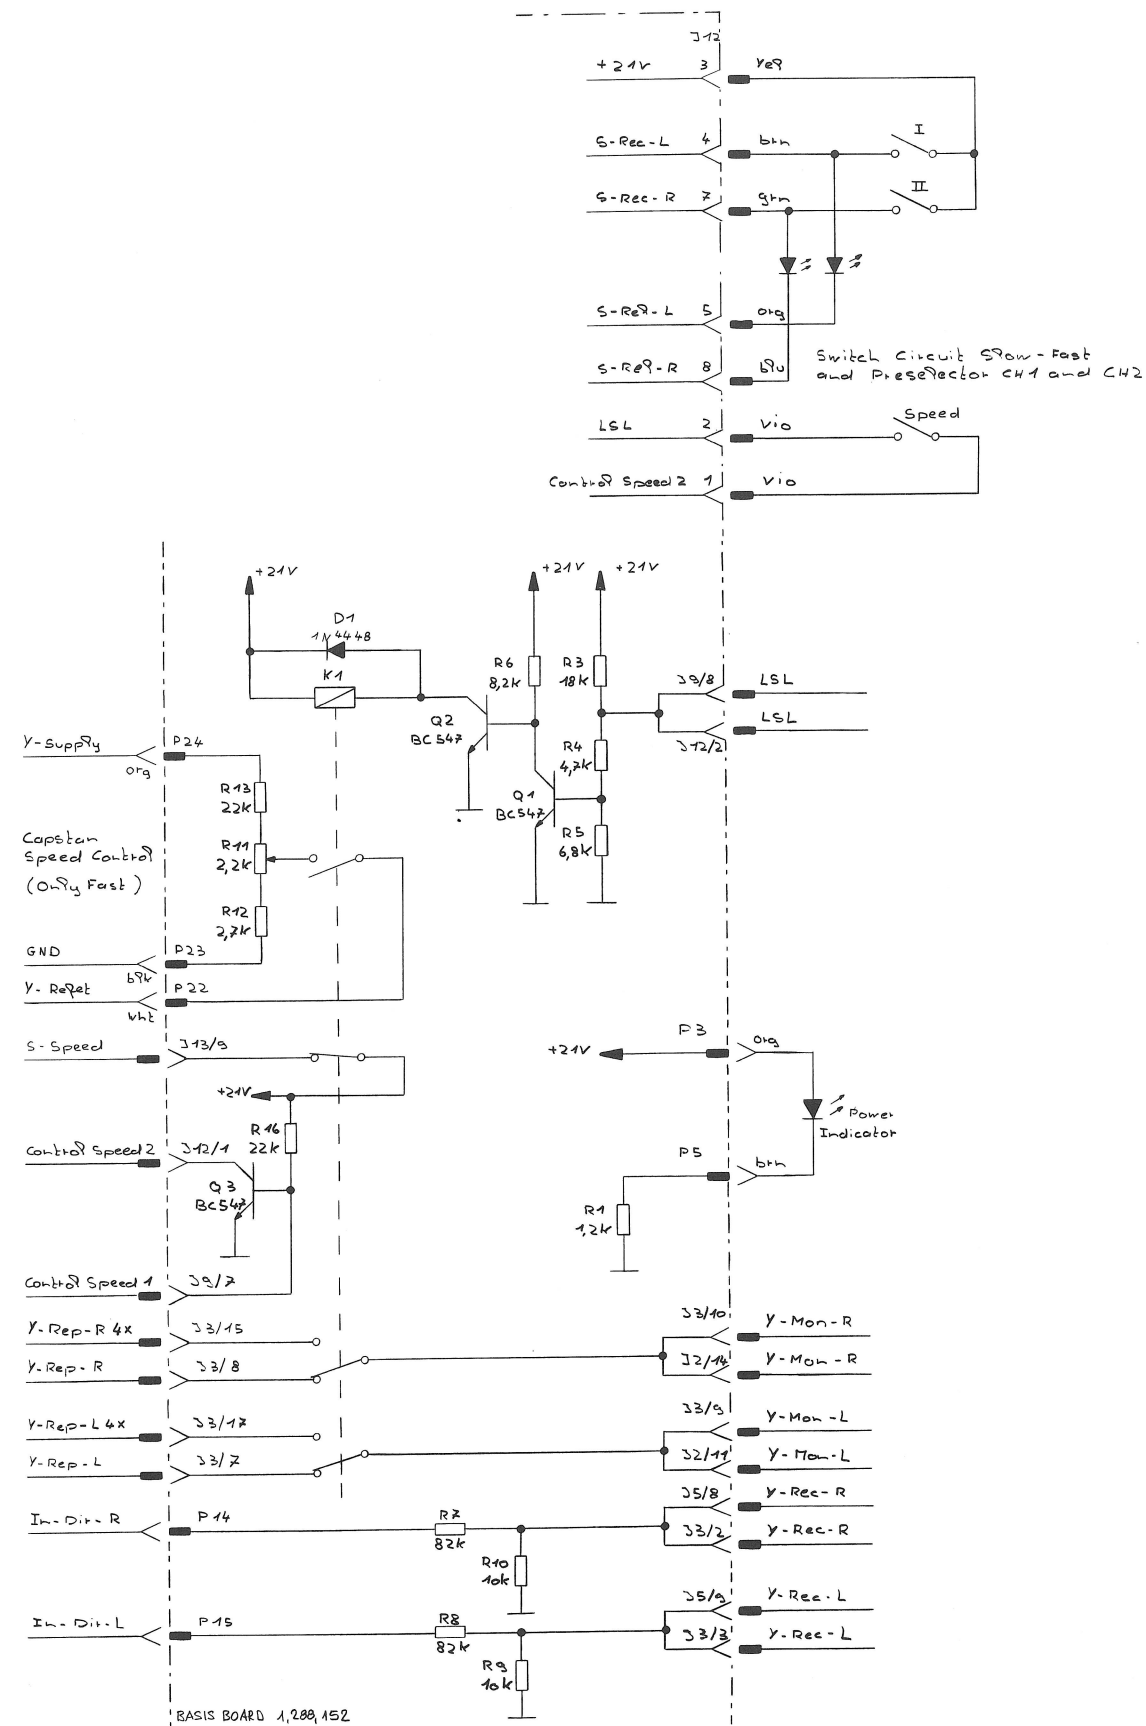 J12
+21V 3 Yel
I
S-Rec-L 4 brn
II
S-Rec-R 7 grn
S-Rel-L 5 org
S-Rel-R 8 blu
Switch Circuit Slow-Fast
and Preselector CH1 and CH2
LSL 2 Vio
Speed
Control Speed 2 1 Vio
+21V
+21V
+21V
D1
1N4448
K1
R6
8,2k
R3
18k
J9/8 LSL
LSL
J12/2
Q2
BC547
R4
4,7k
Q1
BC547
R5
6,8k
Y-Supply P24
org
R13
22k
Capstan
Speed Control
(Only Fast)
R11
2,2k
R12
2,7k
GND P23
blk
Y-Relet P22
wht
S-Speed J13/9
+21V
R16
22k
Control Speed 2 J12/1
Q3
BC547
Control Speed 1 J9/7
P3
+21V
org
Power
Indicator
P5
brn
R1
1,2k
Y-Rep-R 4x J3/15
Y-Rep-R J3/8
J3/10 Y-Mon-R
J2/14 Y-Mon-R
Y-Rep-L 4x J3/17
Y-Rep-L J3/7
J3/9 Y-Mon-L
J2/11 Y-Mon-L
In-Dir-R P14
R7
82k
R10
10k
J5/8 Y-Rec-R
J3/2 Y-Rec-R
In-Dir-L P15
R8
82k
R9
10k
J5/9 Y-Rec-L
J3/3 Y-Rec-L
BASIS BOARD 1,288,152